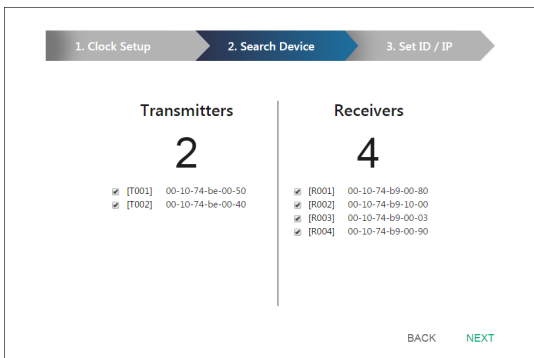 1. Clock Setup
2. Search Device
3. Set ID / IP
Transmitters
2
[T001] 00-10-74-be-00-50
[T002] 00-10-74-be-00-40
Receivers
4
[R001] 00-10-74-b9-00-80
[R002] 00-10-74-b9-10-00
[R003] 00-10-74-b9-00-03
[R004] 00-10-74-b9-00-90
BACK
NEXT